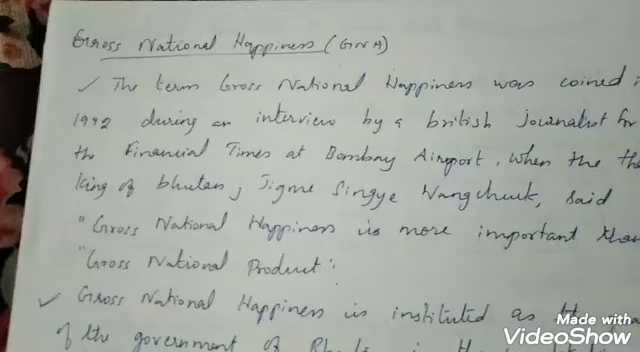 Gross National Happiness (GNH)
✓ The term Gross National Happiness was coined i
1972 during an interview by a british journalist for
the Financial Times at Bombay Airport, when the the
king of bhutan, Jigme Singye Wangchuk, said
"Gross National Happiness is more important than
"Gross National Product".
✓ Gross National Happiness is instituted as the
of the government of
Made with
VideoShow